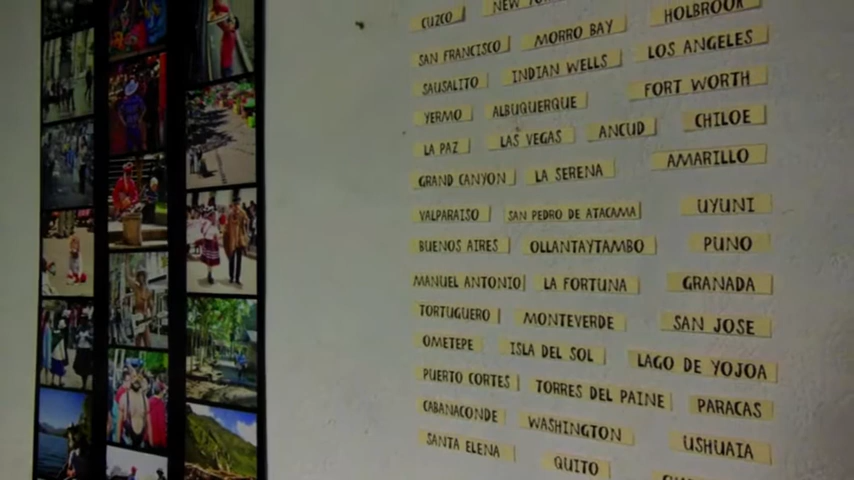 CUZCO NEW
HOLBROOK
SAN FRANCISCO MORRO BAY
LOS ANGELES
SAUSALITO INDIAN WELLS
FORT WORTH
YERMO ALBUQUERQUE
CHILOE
LA PAZ LAS VEGAS ANCUD
AMARILLO
GRAND CANYON LA SERENA
VALPARAISO SAN PEDRO DE ATACAMA UYUNI
BUENOS AIRES OLLANTAYTAMBO PUNO
MANUEL ANTONIO LA FORTUNA GRANADA
TORTUGUERO MONTEVERDE SAN JOSE
OMETEPE ISLA DEL SOL LAGO DE YOJOA
PUERTO CORTES TORRES DEL PAINE PARACAS
CABANACONDE WASHINGTON USHUAIA
SANTA ELENA QUITO